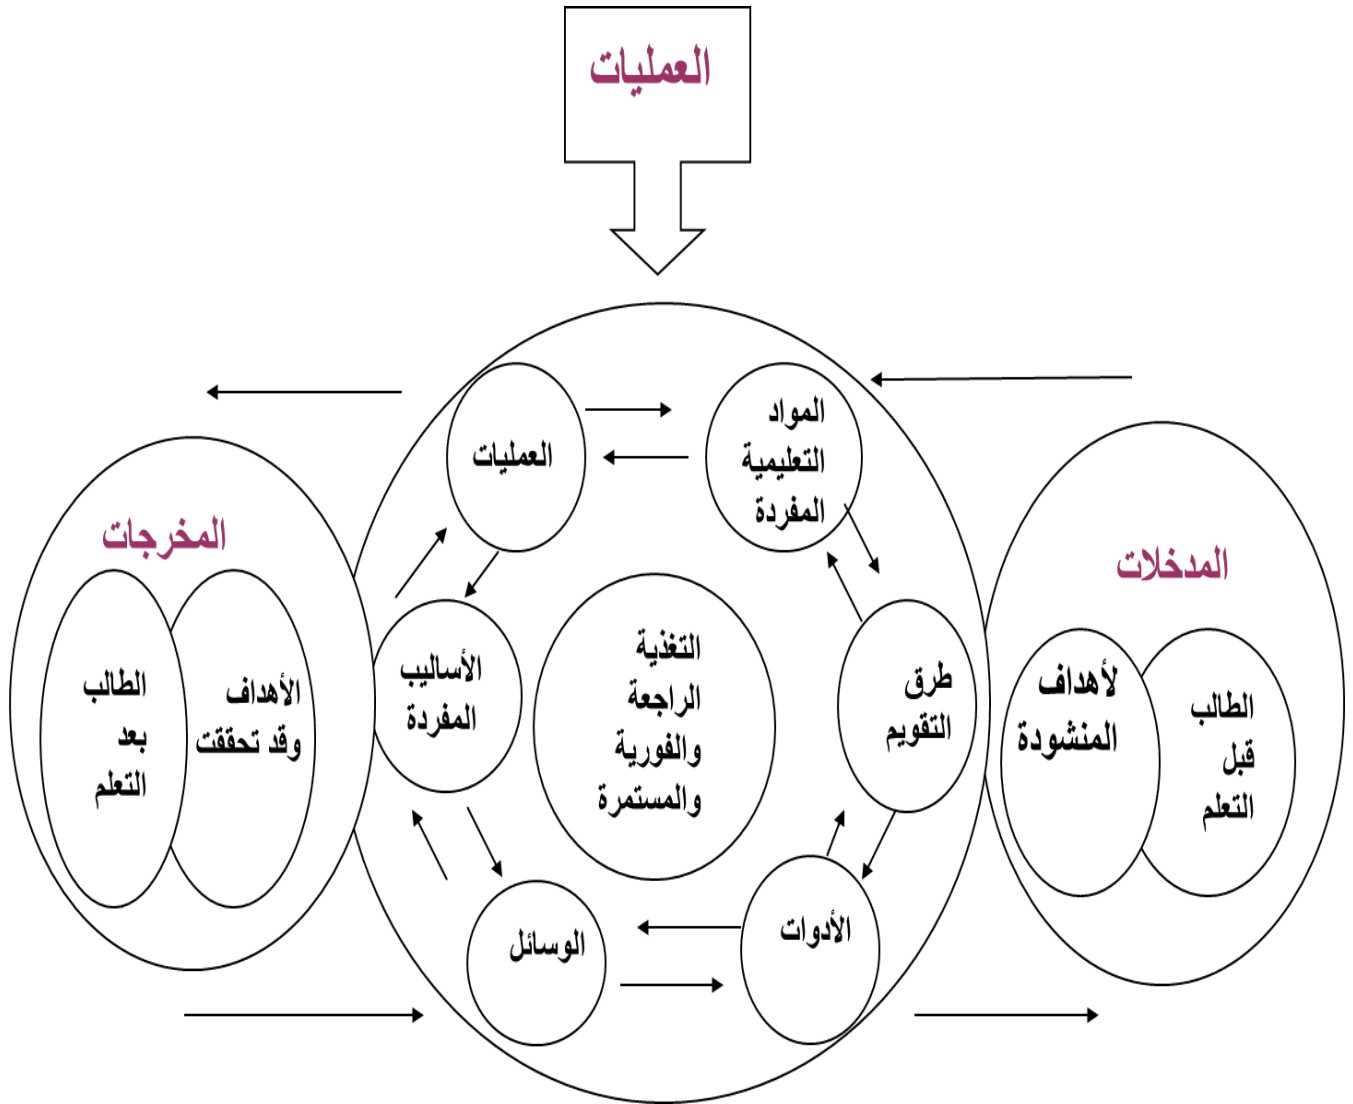 العمليات
المدخلات
الطالب
قبل
التعلم
لأهداف
المنشودة
المواد
التعليمية
المفردة
العمليات
طرق
التقويم
التغذية
الراجعة
والفورية
والمستمرة
الأساليب
المفردة
الأدوات
الوسائل
المخرجات
الأهداف
وقد تحققت
الطالب
بعد
التعلم